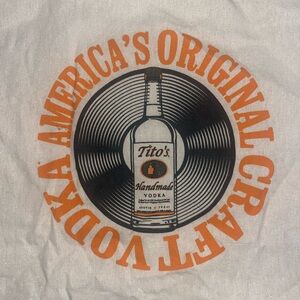 AMERICA'S ORIGINAL CRAFT VODKA
Tito's
Handmade
VODKA